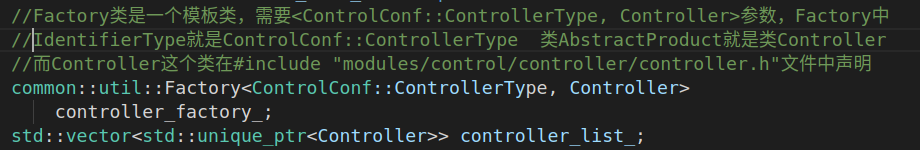 //Factory类是一个模板类，需要<ControlConf::ControllerType, Controller>参数，Factory中
//IdentifierType就是ControlConf::ControllerType  类AbstractProduct就是类Controller
//而Controller这个类在#include "modules/control/controller/controller.h"文件中声明
common::util::Factory<ControlConf::ControllerType, Controller>
    controller_factory_;
std::vector<std::unique_ptr<Controller>> controller_list_;